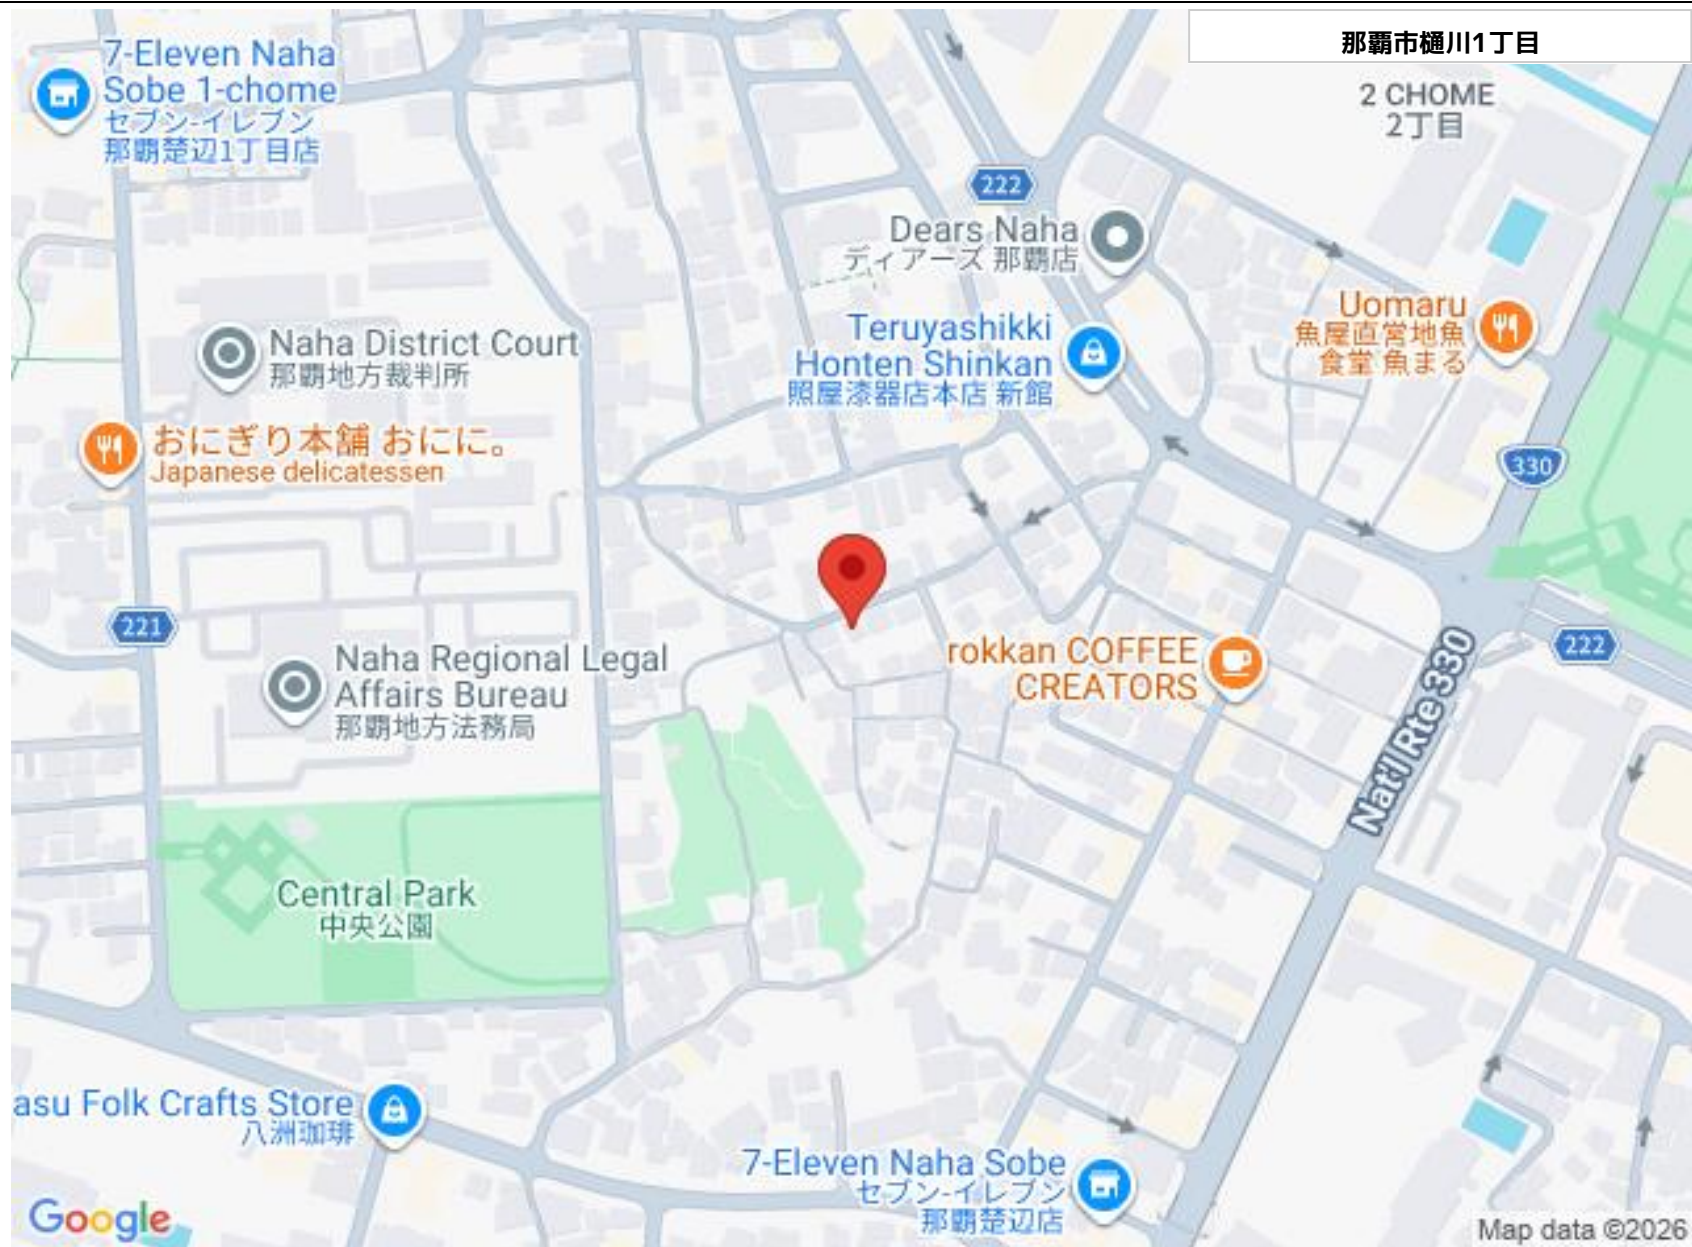 那覇市樋川1丁目
7-Eleven Naha
Sobe 1-chome
セブン-イレブン
那覇楚辺1丁目店
2 CHOME
2丁目
222
Dears Naha
ディアーズ 那覇店
Uomaru
魚屋直営地魚
食堂 魚まる
Teruyashikki
Honten Shinkan
照屋漆器店本店 新館
Naha District Court
那覇地方裁判所
おにぎり本舗 おにに。
Japanese delicatessen
330
221
222
Naha Regional Legal
Affairs Bureau
那覇地方法務局
rokkan COFFEE
CREATORS
Nat'l Rte 330
Central Park
中央公園
asu Folk Crafts Store
八洲珈琲
7-Eleven Naha Sobe
セブン-イレブン
那覇楚辺店
Google
Map data ©2026